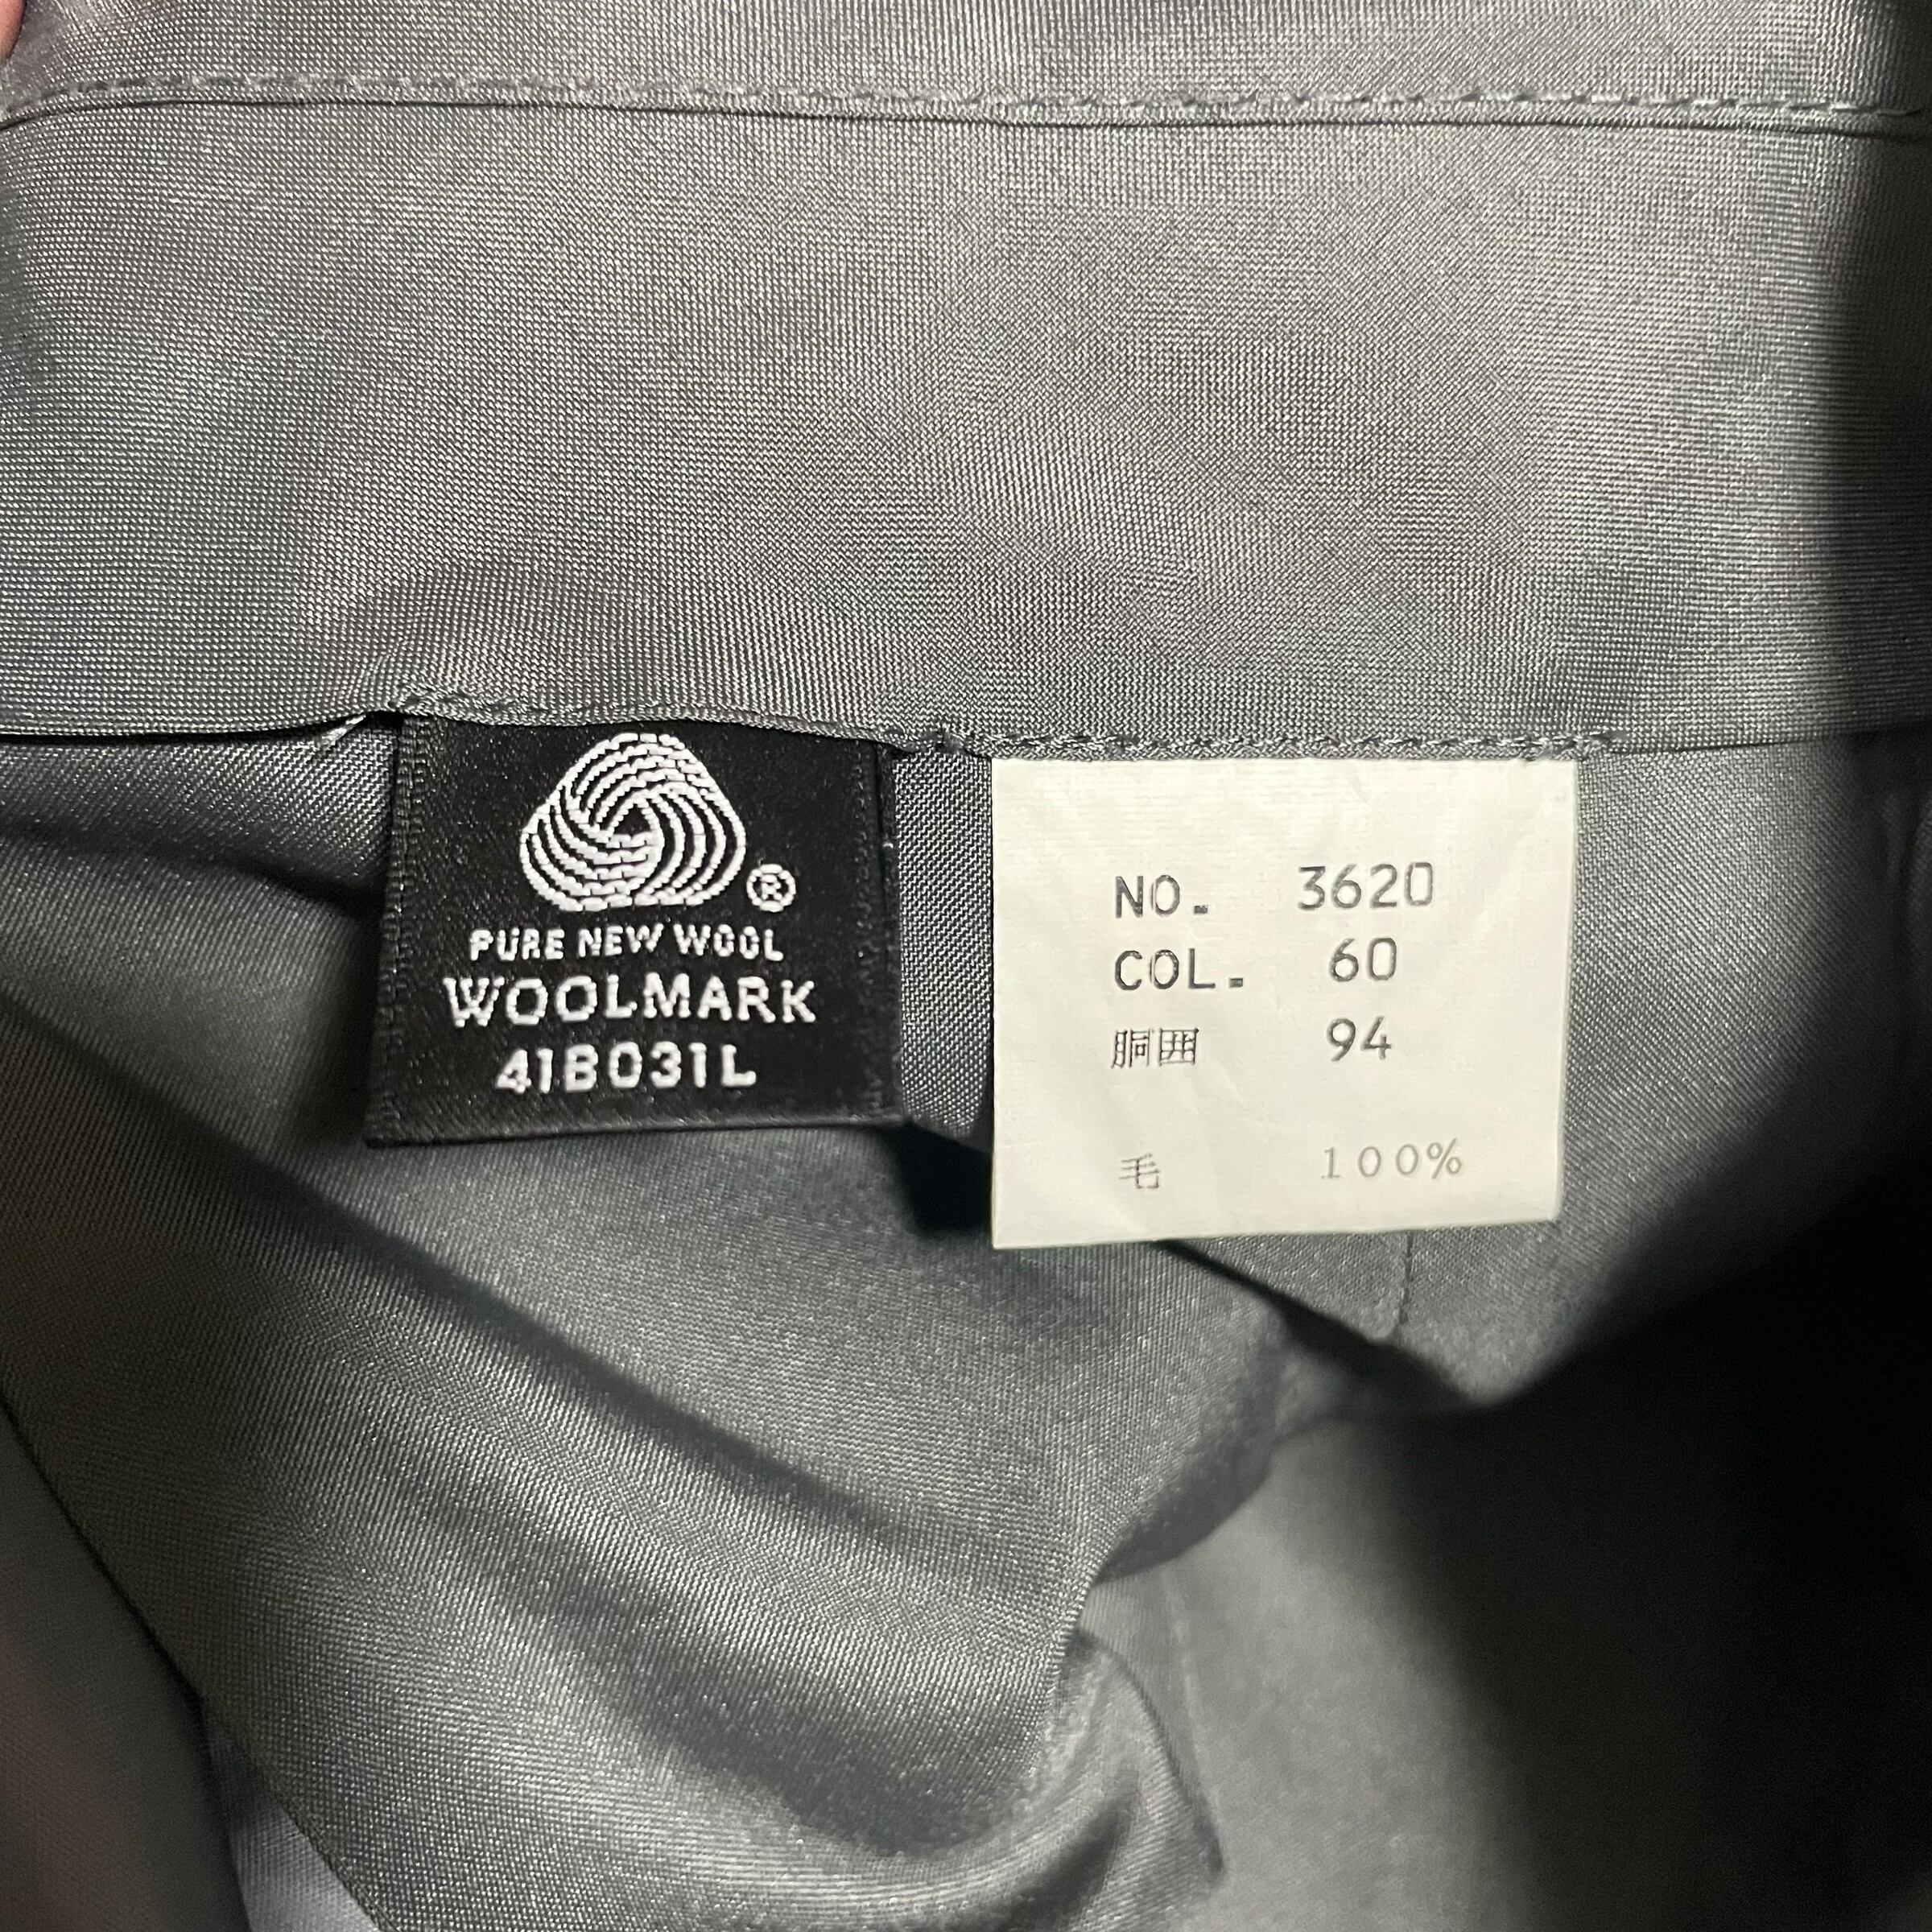 ®
PURE NEW WOOL
WOOLMARK
41B031L
NO. 3620
COL. 60
胴囲 94
毛 100%